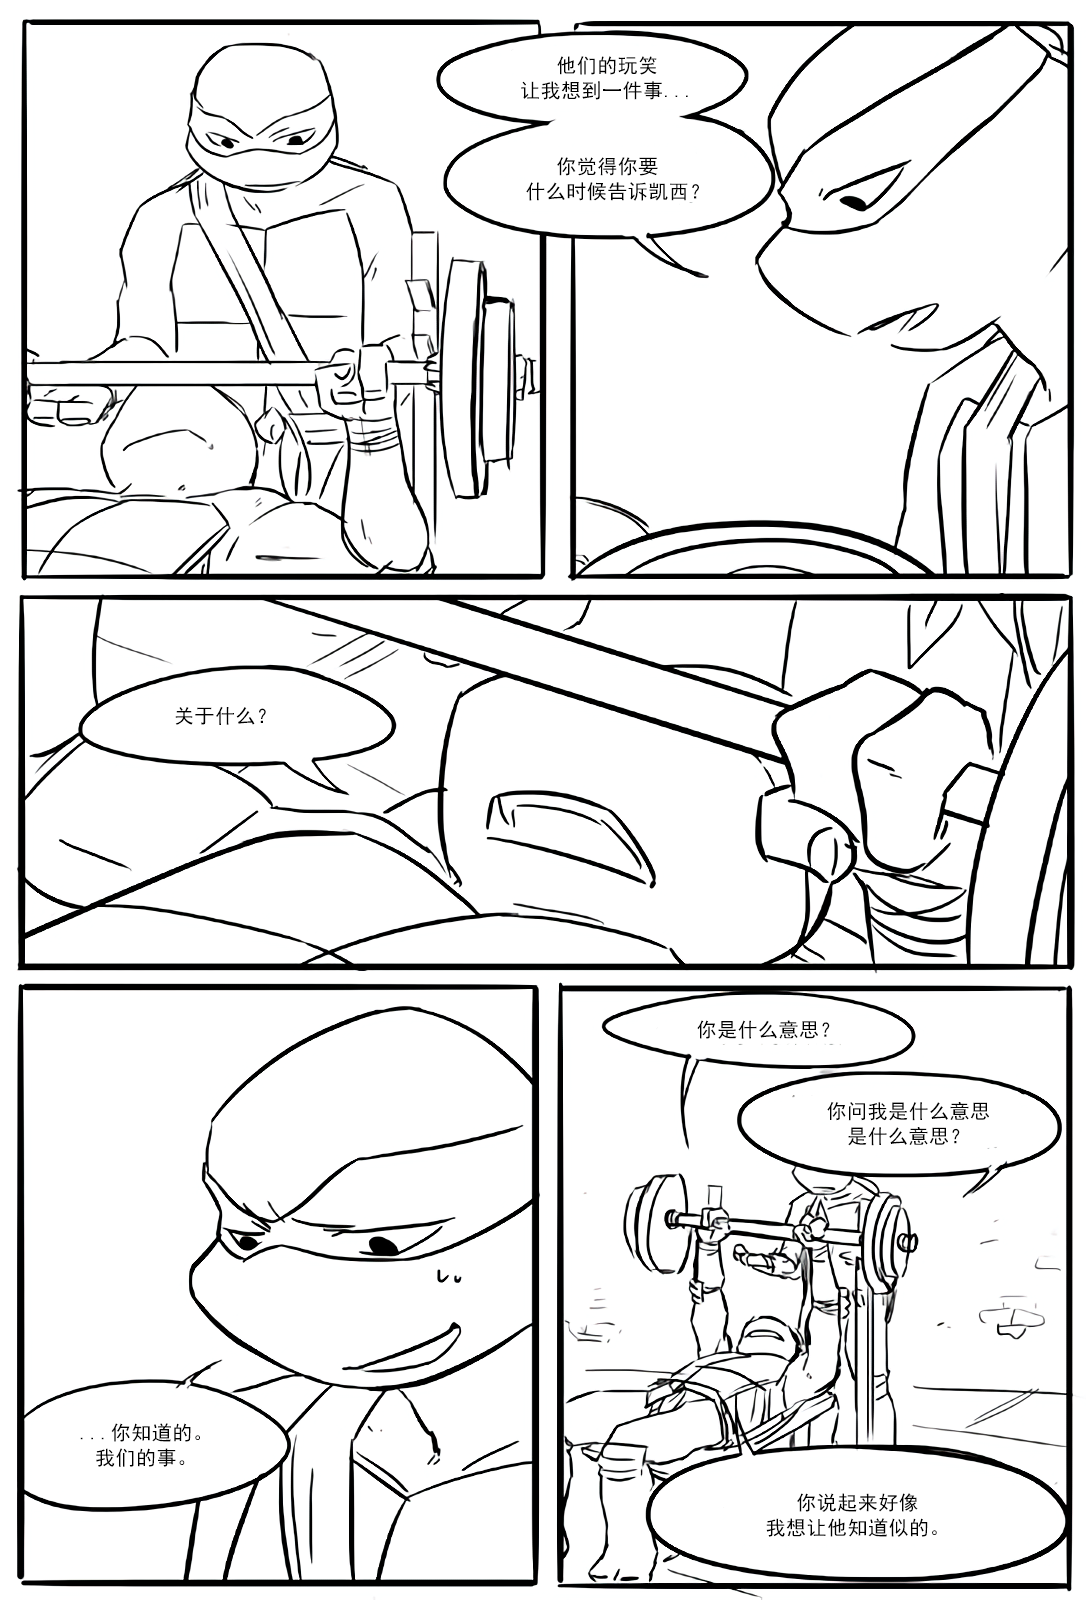 他们的玩笑
让我想到一件事...
你觉得你要
什么时候告诉凯西？
关于什么？
...你知道的。
我们的事。
你是什么意思？
你问我是什么意思
是什么意思？
你说起来好像
我想让他知道似的。